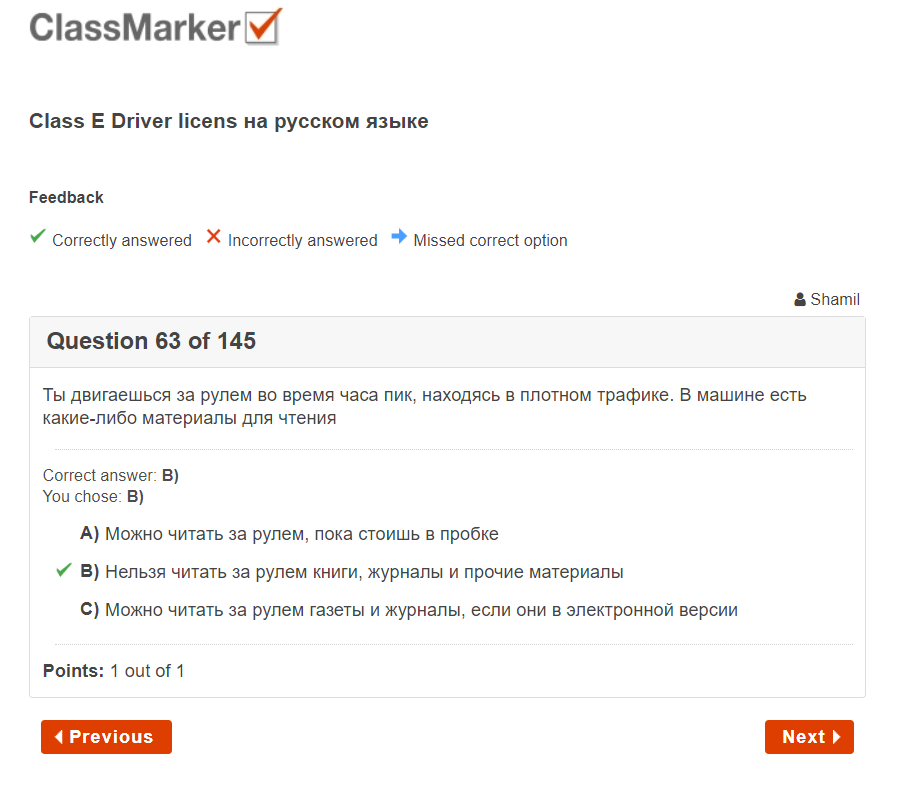 ClassMarker
Class E Driver licens на русском языке
Feedback
Correctly answered Incorrectly answered Missed correct option
Shamil
Question 63 of 145
Ты двигаешься за рулем во время часа пик, находясь в плотном трафике. В машине есть
какие-либо материалы для чтения
Correct answer: B)
You chose: B)
A) Можно читать за рулем, пока стоишь в пробке
B) Нельзя читать за рулем книги, журналы и прочие материалы
C) Можно читать за рулем газеты и журналы, если они в электронной версии
Points: 1 out of 1
Previous Next